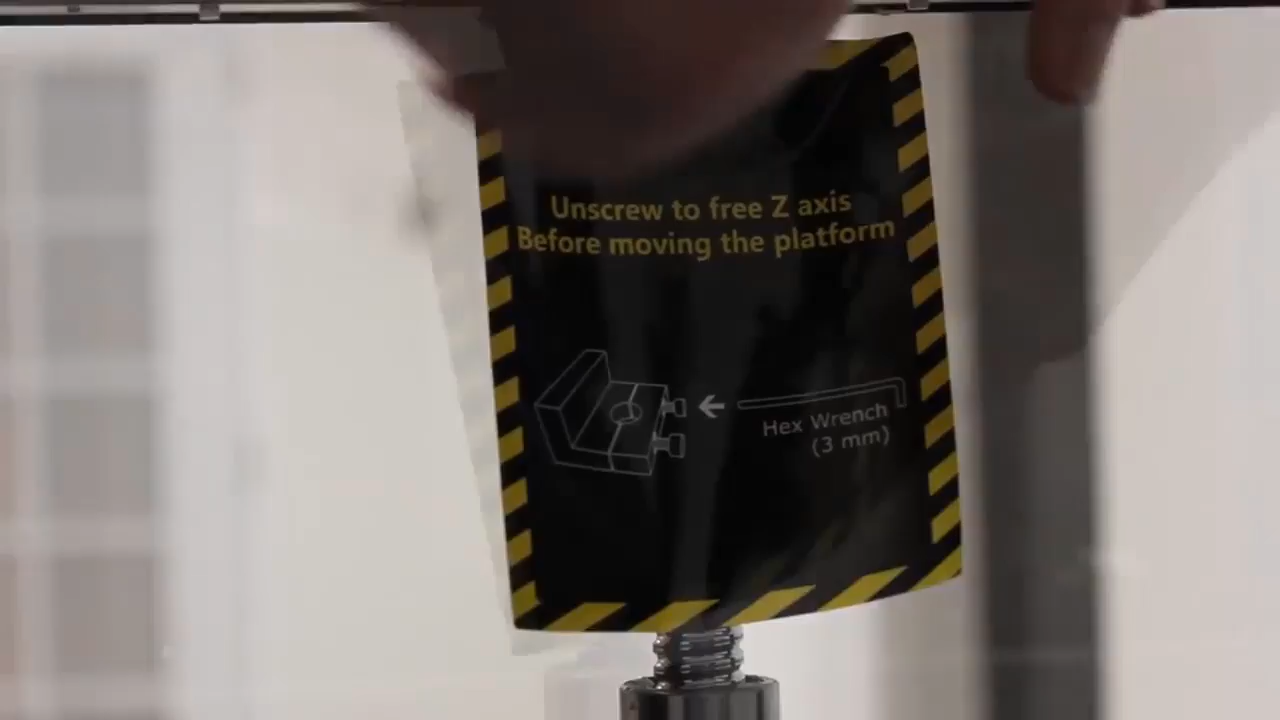 Unscrew to free Z axis
Before moving the platform
Hex Wrench
(3 mm)